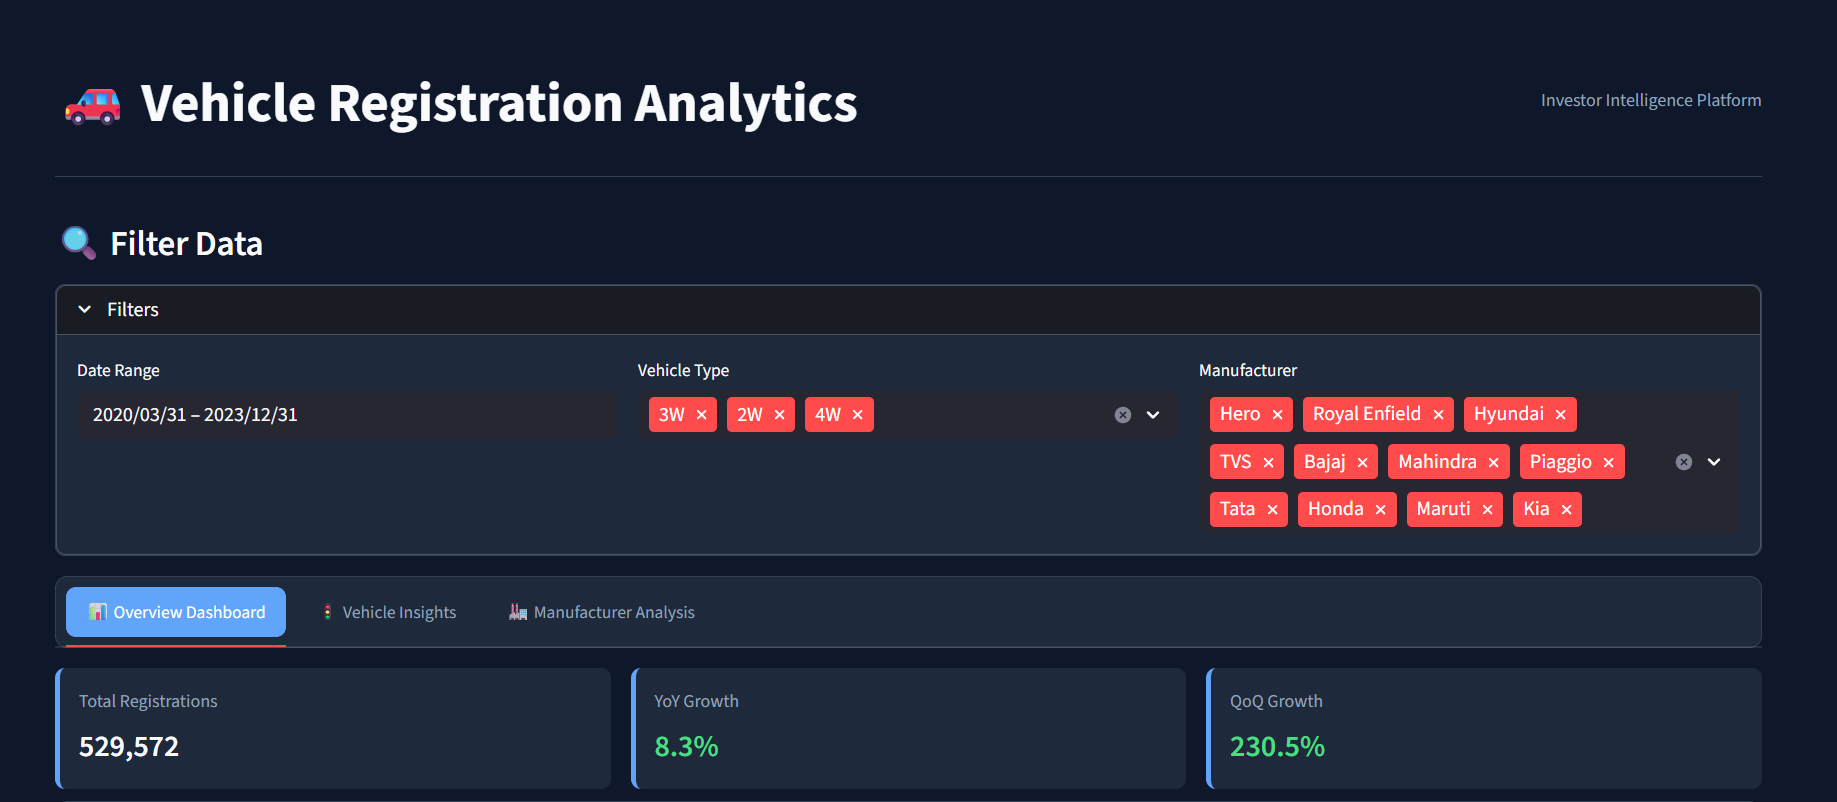 Vehicle Registration Analytics
Investor Intelligence Platform
Filter Data
Filters
Date Range
2020/03/31 – 2023/12/31
Vehicle Type
3W × 2W × 4W ×
Manufacturer
Hero × Royal Enfield × Hyundai ×
TVS × Bajaj × Mahindra × Piaggio ×
Tata × Honda × Maruti × Kia ×
Overview Dashboard
Vehicle Insights
Manufacturer Analysis
Total Registrations
529,572
YoY Growth
8.3%
QoQ Growth
230.5%